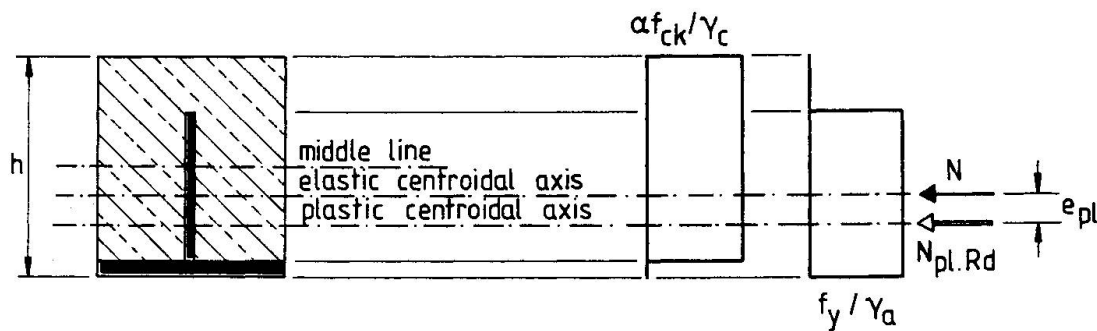 αf_ck/γ_c
h
middle line
elastic centroidal axis
plastic centroidal axis
N
e_pl
N_pl.Rd
f_y / γ_a